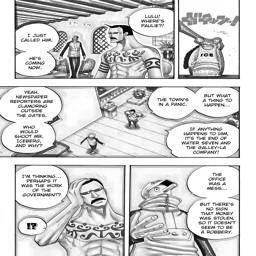 LULU!
WHERE'S
PAULIE?!
I JUST
CALLED HIM.
HE'S
COMING
NOW.
BUT WHAT
A THING TO
HAPPEN...
THE TOWN'S
IN A PANIC.
YEAH.
NEWSPAPER
REPORTERS ARE
CLAMORING
OUTSIDE
THE GATES.
WHO
WOULD
SHOOT MR.
ICEBERG,
AND WHY?
IF ANYTHING
HAPPENS TO HIM,
IT'S THE END OF
WATER SEVEN AND
THE GALLEY-LA
COMPANY!
THE
OFFICE
WAS A
MESS...
BUT THERE'S
NO SIGN
THAT MONEY
WAS STOLEN,
SO IT DOESN'T
SEEM TO BE
A ROBBERY.
I'M THINKING...
PERHAPS IT
WAS THE WORK
OF THE
GOVERNMENT?
!?